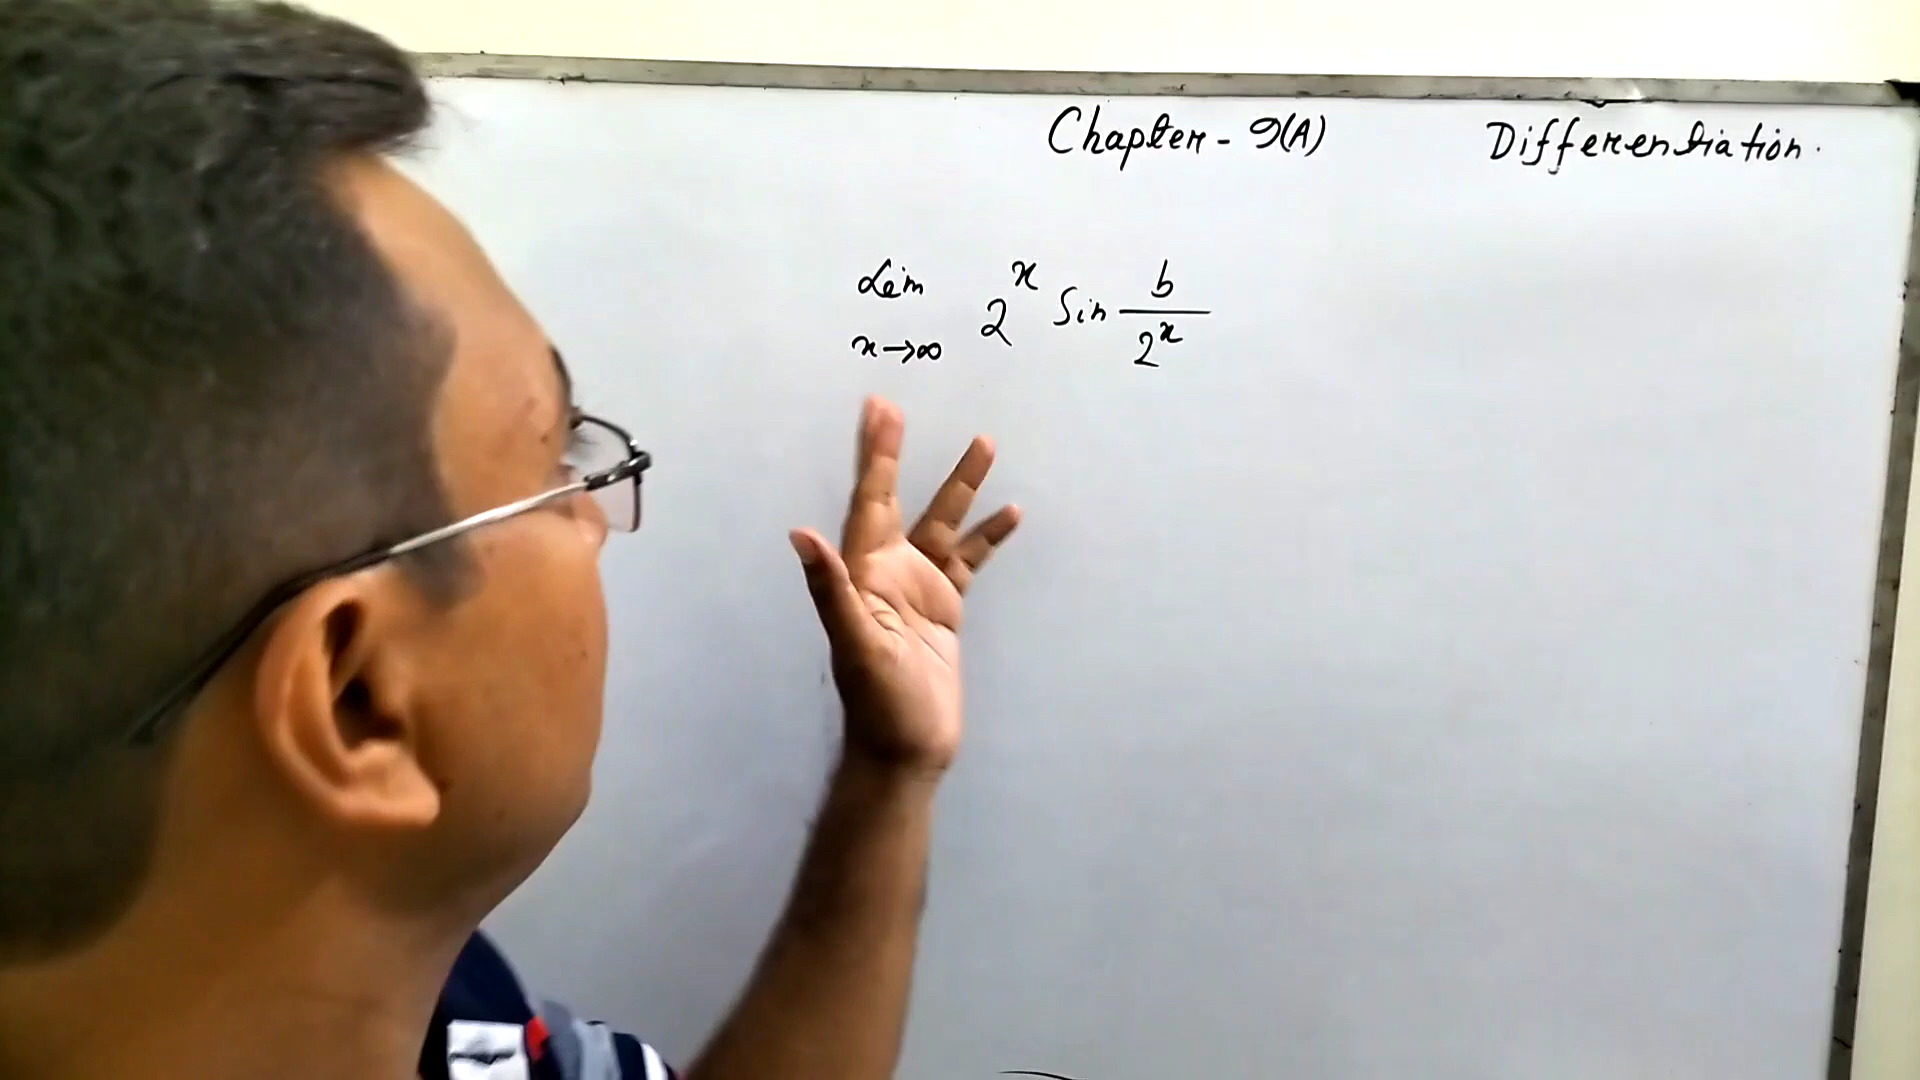 Chapter - 9(A) Differentiation.
Lim 2^x Sin b/2^x
x→∞